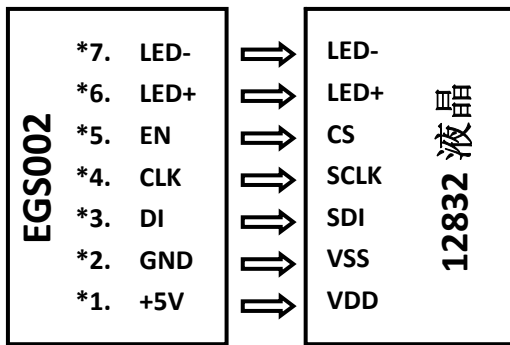 EGS002
*7. LED-
*6. LED+
*5. EN
*4. CLK
*3. DI
*2. GND
*1. +5V
LED-
LED+
CS
SCLK
SDI
VSS
VDD
12832 液晶